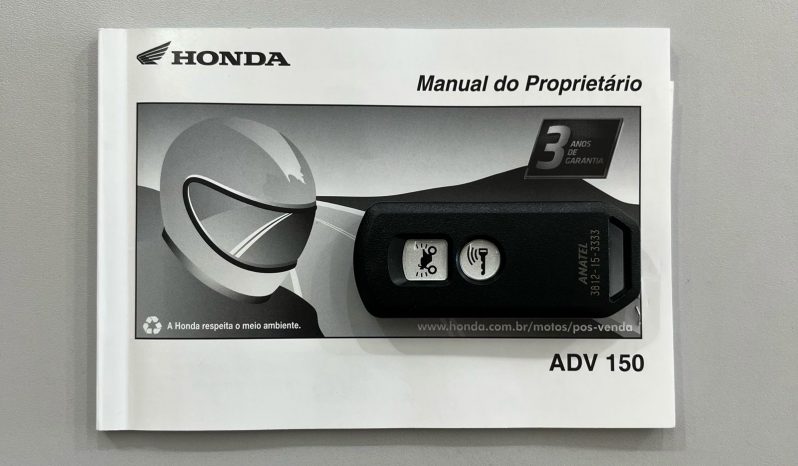 HONDA
Manual do Proprietário
3 ANOS
DE
GARANTIA
ANATEL
3812-15-3333
A Honda respeita o meio ambiente.
www.honda.com.br/motos/pos-venda
ADV 150